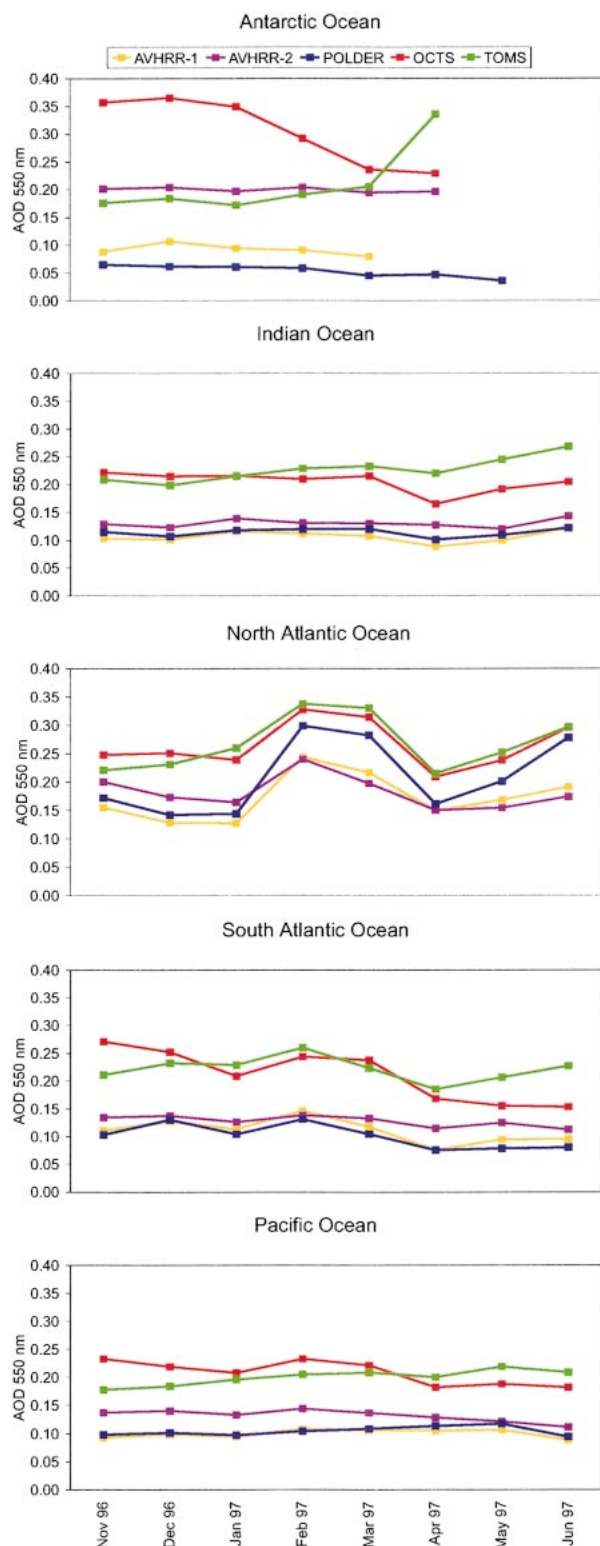 Antarctic Ocean
AVHRR-1 AVHRR-2 POLDER OCTS TOMS
0.40
0.35
0.30
0.25
0.20
0.15
0.10
0.05
0.00
AOD 550 nm
Indian Ocean
0.40
0.35
0.30
0.25
0.20
0.15
0.10
0.05
0.00
AOD 550 nm
North Atlantic Ocean
0.40
0.35
0.30
0.25
0.20
0.15
0.10
0.05
0.00
AOD 550 nm
South Atlantic Ocean
0.40
0.35
0.30
0.25
0.20
0.15
0.10
0.05
0.00
AOD 550 nm
Pacific Ocean
0.40
0.35
0.30
0.25
0.20
0.15
0.10
0.05
0.00
AOD 550 nm
Nov 96
Dec 96
Jan 97
Feb 97
Mar 97
Apr 97
May 97
Jun 97